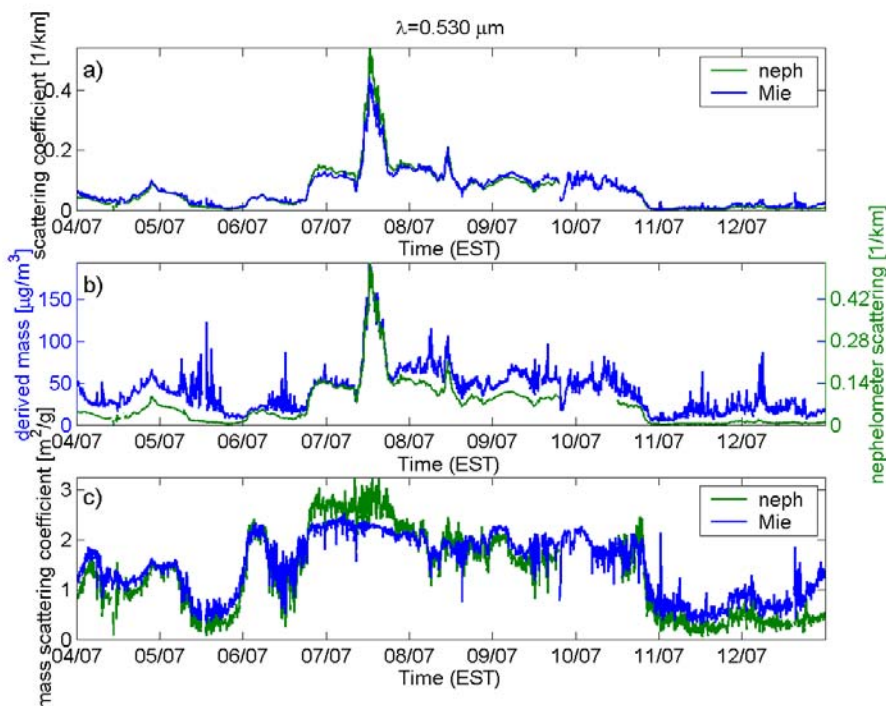 λ=0.530 μm
scattering coefficient [1/km]
a)
neph
Mie
0.4
0.2
0
04/07 05/07 06/07 07/07 08/07 09/07 10/07 11/07 12/07
Time (EST)
derived mass [μg/m³]
nephelometer scattering [1/km]
b)
150
100
50
0
0.42
0.28
0.14
0
04/07 05/07 06/07 07/07 08/07 09/07 10/07 11/07 12/07
Time (EST)
mass scattering coefficient [m²/g]
c)
neph
Mie
3
2
1
0
04/07 05/07 06/07 07/07 08/07 09/07 10/07 11/07 12/07
Time (EST)